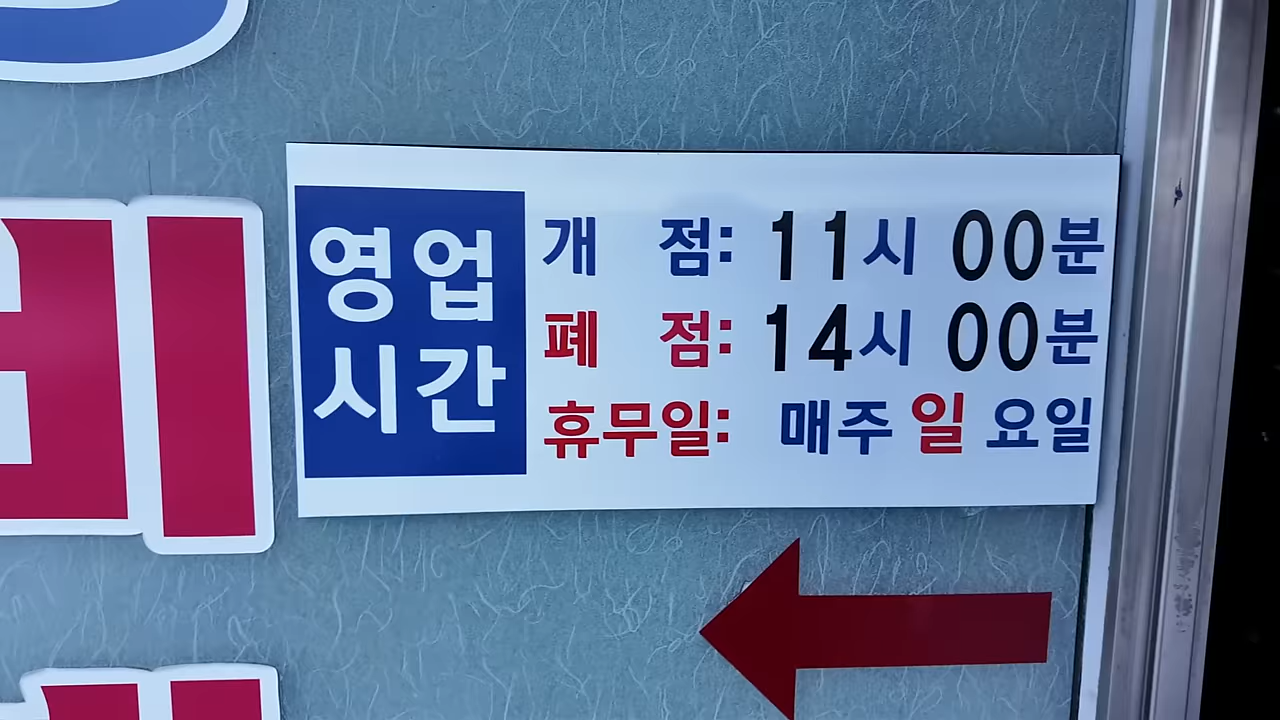 영업
시간
개 점: 11시 00분
폐 점: 14시 00분
휴무일: 매주 일 요일